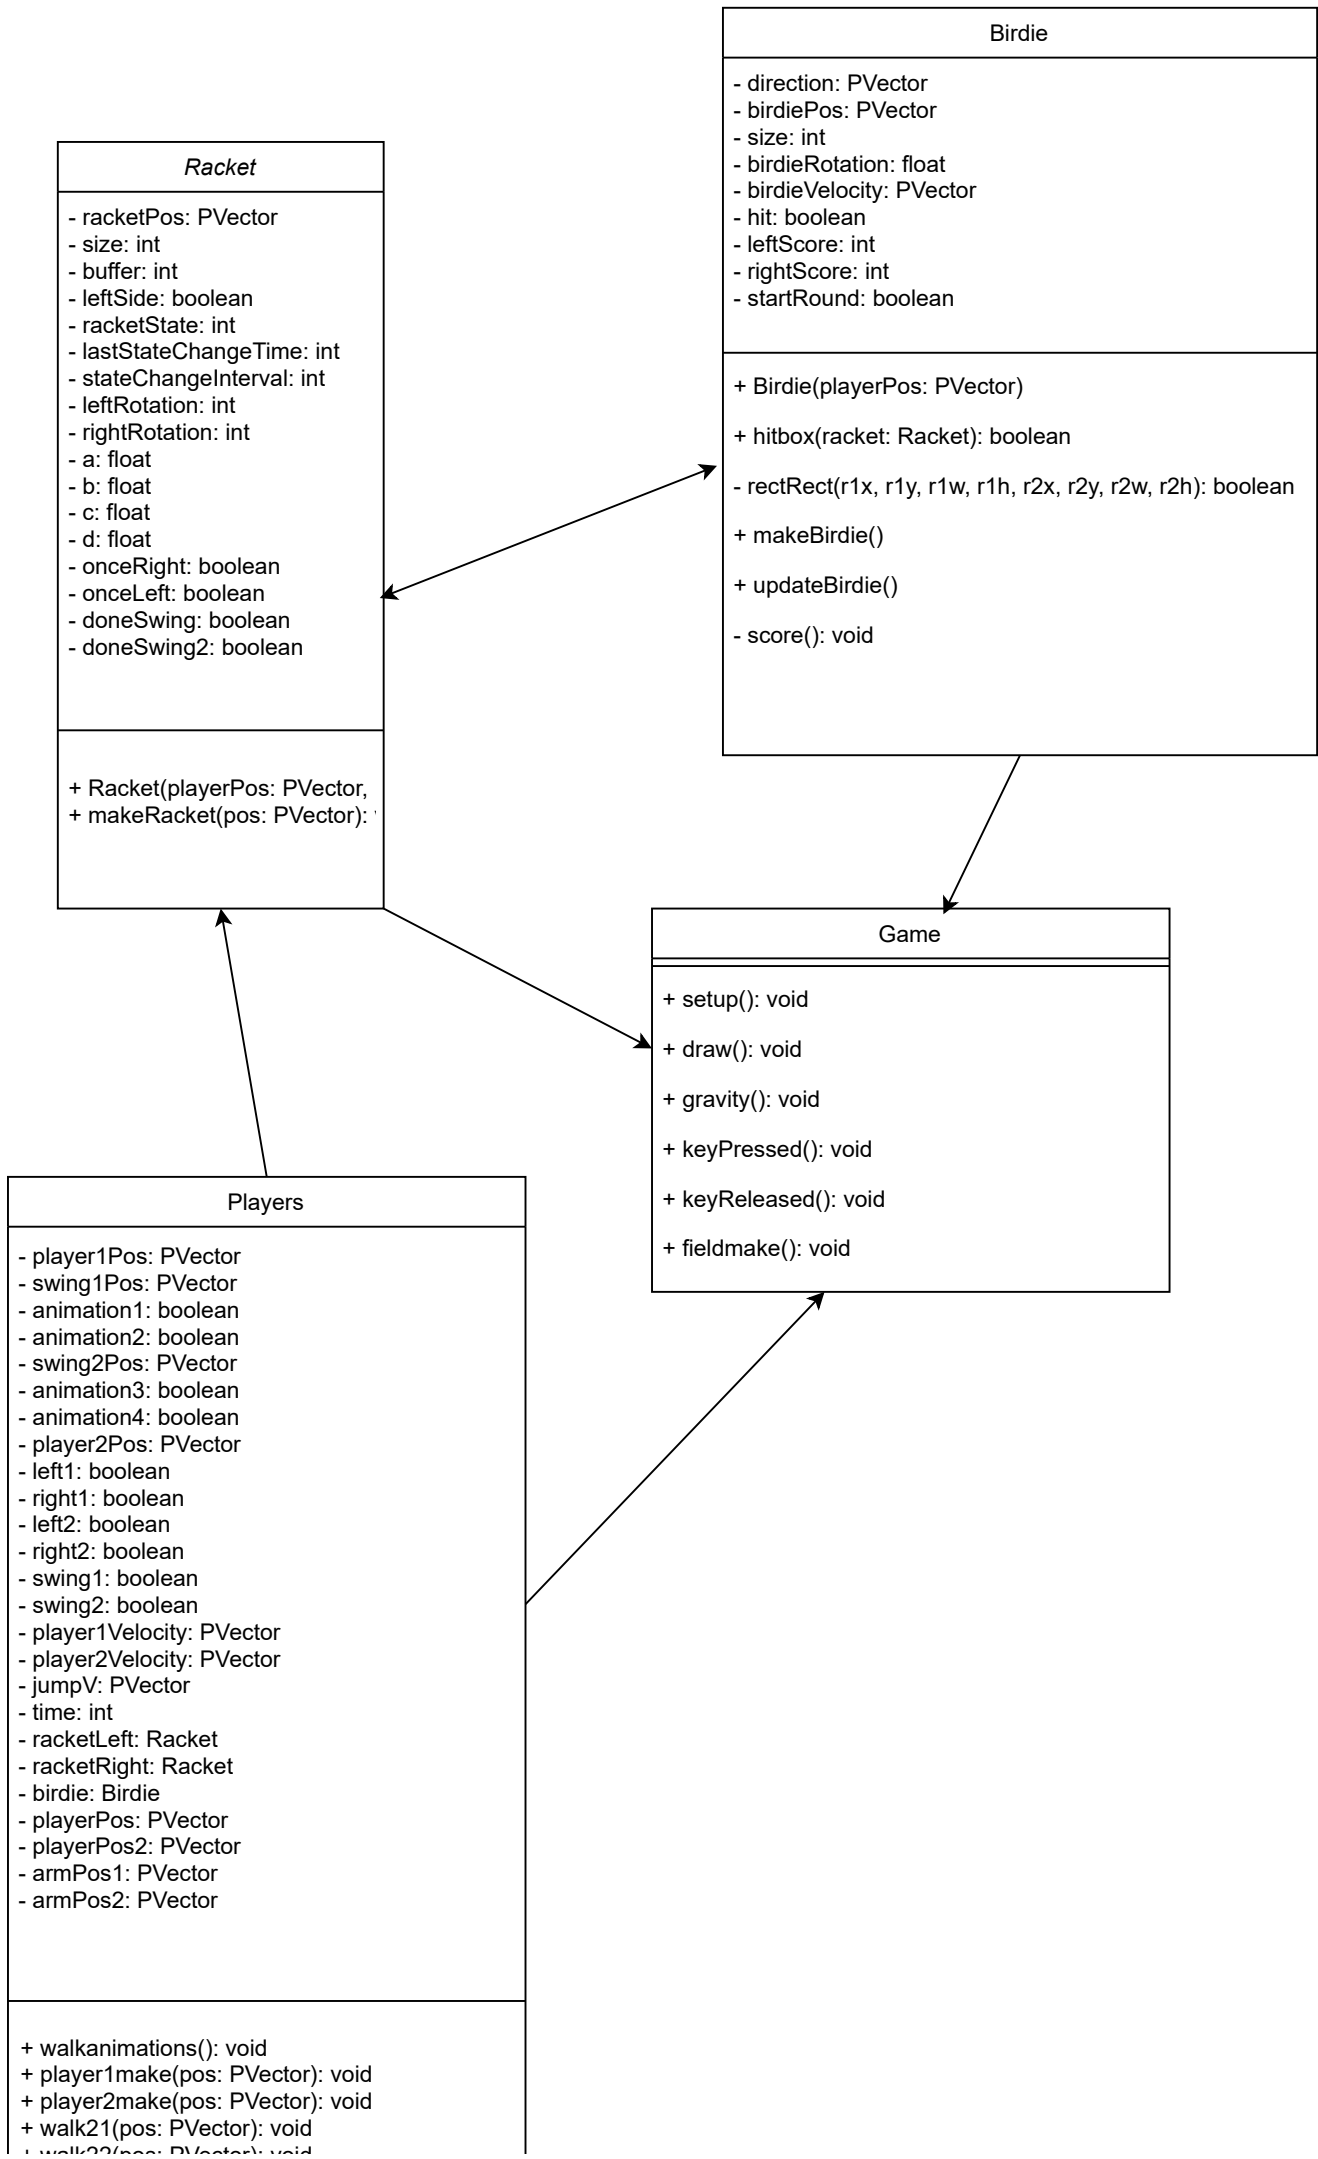 Birdie
- direction: PVector
- birdiePos: PVector
- size: int
- birdieRotation: float
- birdieVelocity: PVector
- hit: boolean
- leftScore: int
- rightScore: int
- startRound: boolean
+ Birdie(playerPos: PVector)
+ hitbox(racket: Racket): boolean
- rectRect(r1x, r1y, r1w, r1h, r2x, r2y, r2w, r2h): boolean
+ makeBirdie()
+ updateBirdie()
- score(): void
Racket
- racketPos: PVector
- size: int
- buffer: int
- leftSide: boolean
- racketState: int
- lastStateChangeTime: int
- stateChangeInterval: int
- leftRotation: int
- rightRotation: int
- a: float
- b: float
- c: float
- d: float
- onceRight: boolean
- onceLeft: boolean
- doneSwing: boolean
- doneSwing2: boolean
+ Racket(playerPos: PVector,
+ makeRacket(pos: PVector):
Game
+ setup(): void
+ draw(): void
+ gravity(): void
+ keyPressed(): void
+ keyReleased(): void
+ fieldmake(): void
Players
- player1Pos: PVector
- swing1Pos: PVector
- animation1: boolean
- animation2: boolean
- swing2Pos: PVector
- animation3: boolean
- animation4: boolean
- player2Pos: PVector
- left1: boolean
- right1: boolean
- left2: boolean
- right2: boolean
- swing1: boolean
- swing2: boolean
- player1Velocity: PVector
- player2Velocity: PVector
- jumpV: PVector
- time: int
- racketLeft: Racket
- racketRight: Racket
- birdie: Birdie
- playerPos: PVector
- playerPos2: PVector
- armPos1: PVector
- armPos2: PVector
+ walkanimations(): void
+ player1make(pos: PVector): void
+ player2make(pos: PVector): void
+ walk21(pos: PVector): void